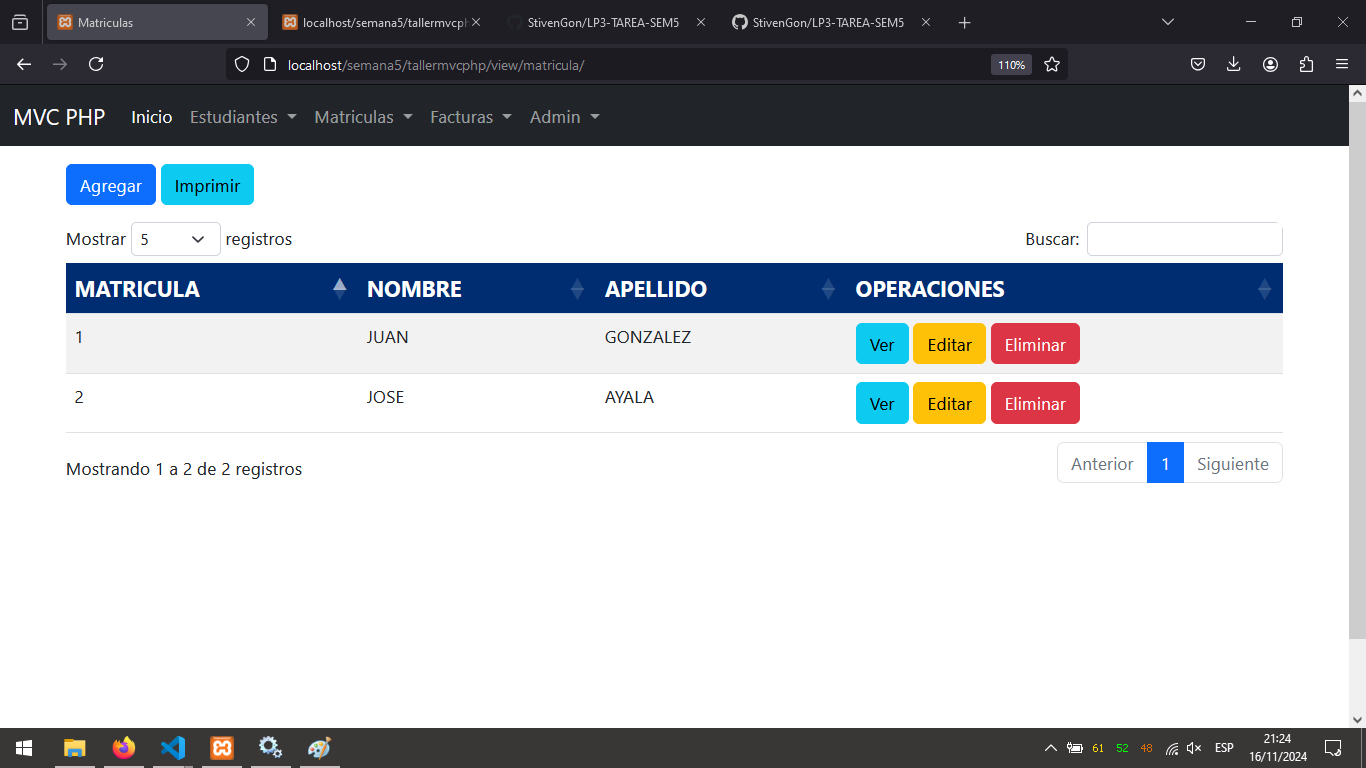 Matriculas
localhost/semana5/tallermvcph
StivenGon/LP3-TAREA-SEM5
StivenGon/LP3-TAREA-SEM5
localhost/semana5/tallermvcphp/view/matricula/
110%
MVC PHP Inicio Estudiantes Matriculas Facturas Admin
Agregar Imprimir
Mostrar 5 registros Buscar:
MATRICULA NOMBRE APELLIDO OPERACIONES
1 JUAN GONZALEZ Ver Editar Eliminar
2 JOSE AYALA Ver Editar Eliminar
Mostrando 1 a 2 de 2 registros Anterior 1 Siguiente
61 52 48 ESP 21:24
16/11/2024